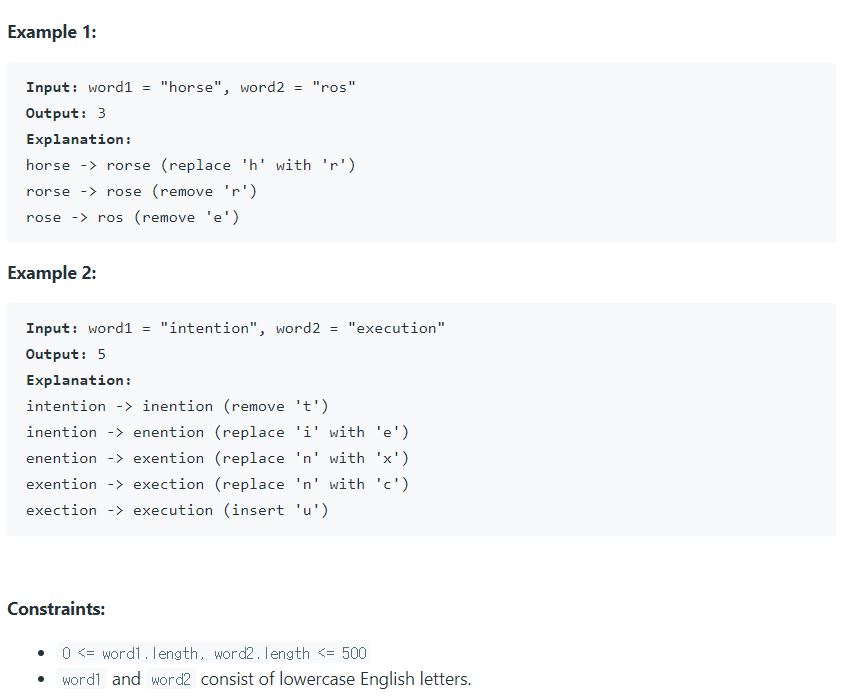 Example 1:
Input: word1 = "horse", word2 = "ros"
Output: 3
Explanation:
horse -> rorse (replace 'h' with 'r')
rorse -> rose (remove 'r')
rose -> ros (remove 'e')
Example 2:
Input: word1 = "intention", word2 = "execution"
Output: 5
Explanation:
intention -> inention (remove 't')
inention -> enention (replace 'i' with 'e')
enention -> exention (replace 'n' with 'x')
exention -> exection (replace 'n' with 'c')
exection -> execution (insert 'u')
Constraints:
• 0 <= word1.length, word2.length <= 500
• word1 and word2 consist of lowercase English letters.